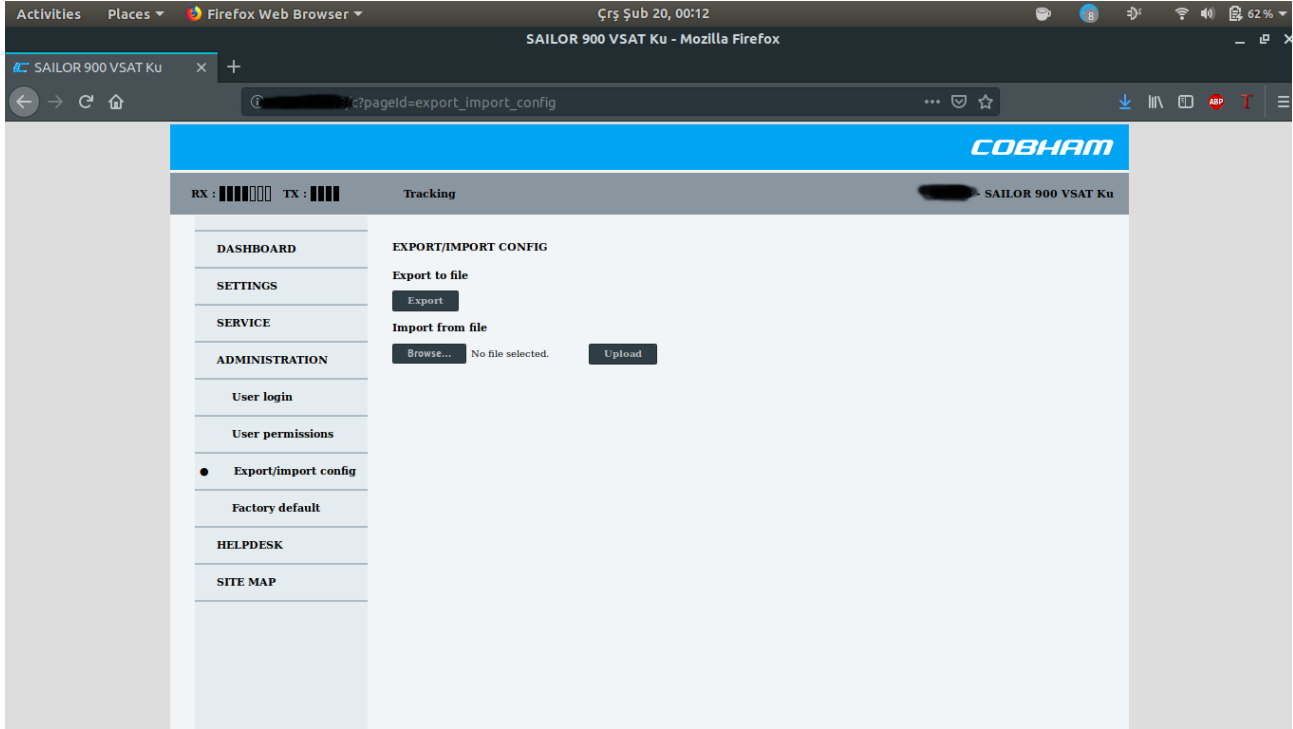 Activities Places Firefox Web Browser Çrş Şub 20, 00:12 8 62 %
SAILOR 900 VSAT Ku - Mozilla Firefox
SAILOR 900 VSAT Ku
/c?pageId=export_import_config ABP T
COBHAM
RX : TX : Tracking - SAILOR 900 VSAT Ku
DASHBOARD
SETTINGS
SERVICE
ADMINISTRATION
User login
User permissions
Export/import config
Factory default
HELPDESK
SITE MAP
EXPORT/IMPORT CONFIG
Export to file
Export
Import from file
Browse... No file selected. Upload